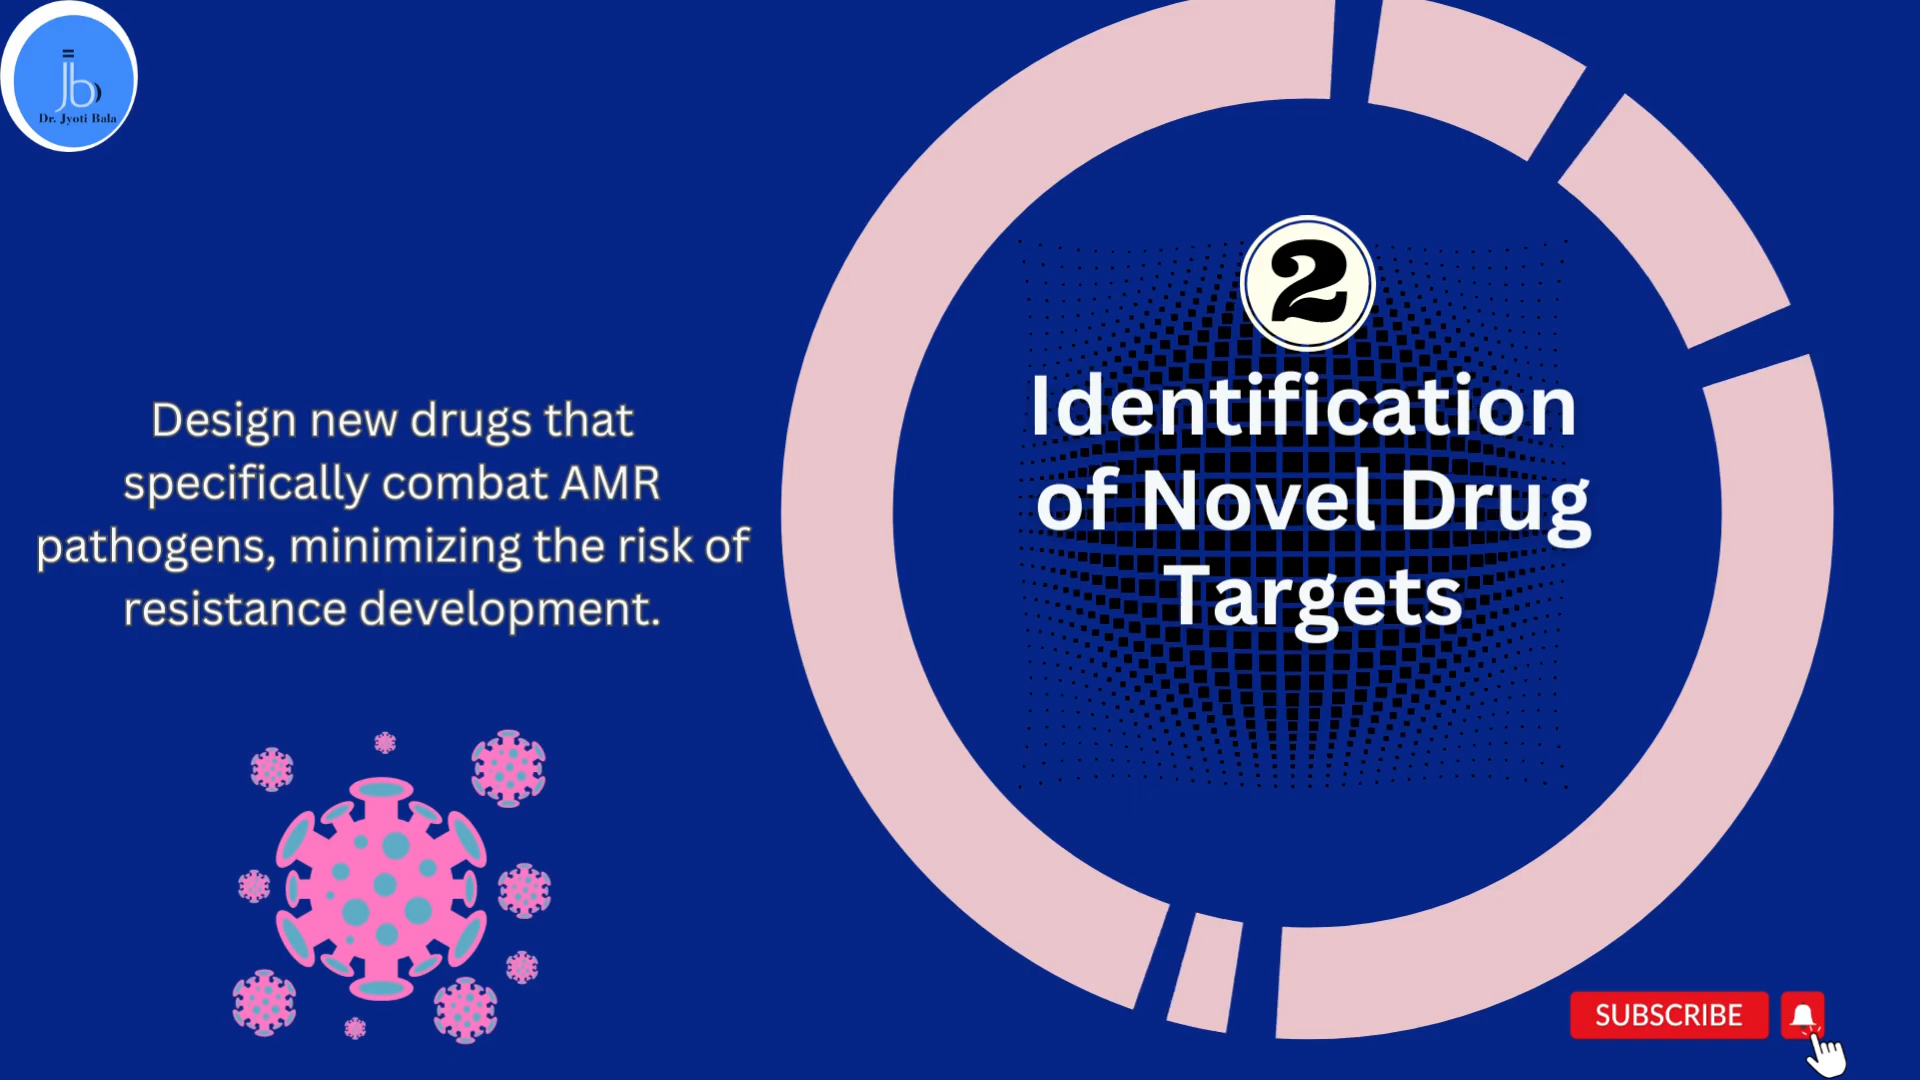 jb
Dr. Jyoti Bala
Design new drugs that
specifically combat AMR
pathogens, minimizing the risk of
resistance development.
2
Identification
of Novel Drug
Targets
SUBSCRIBE